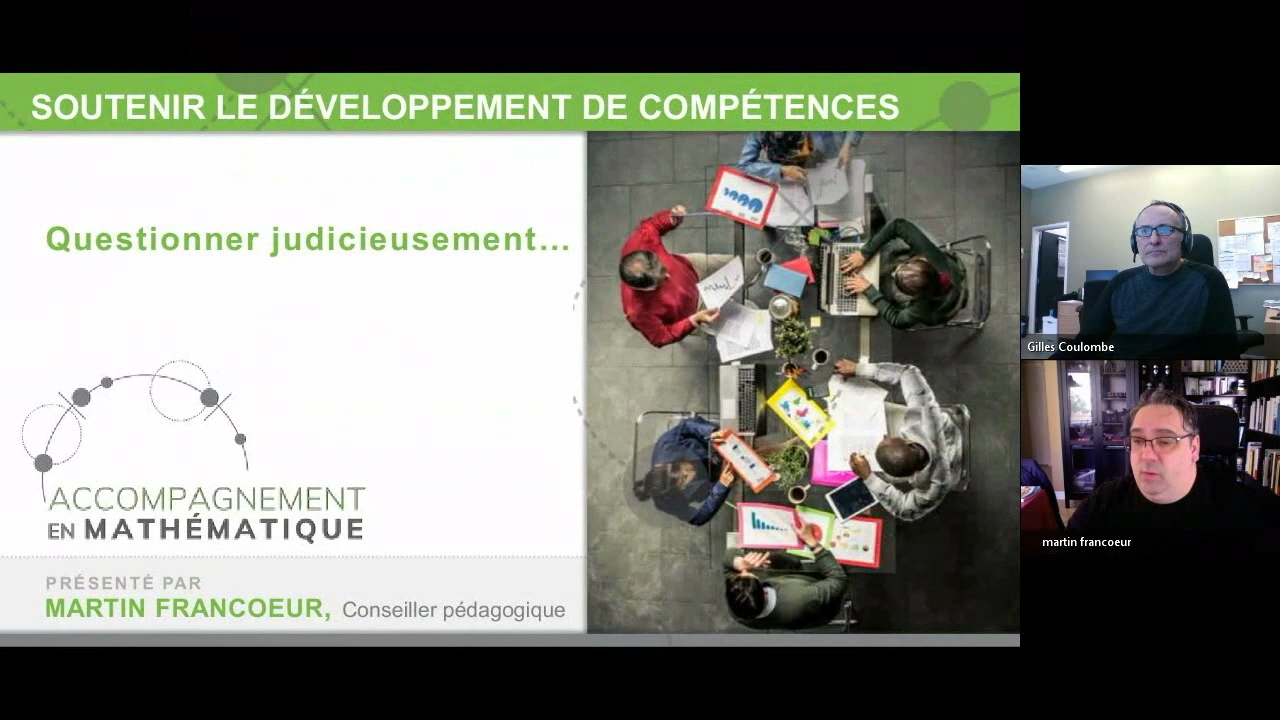 SOUTENIR LE DÉVELOPPEMENT DE COMPÉTENCES
Questionner judicieusement...
ACCOMPAGNEMENT
EN MATHÉMATIQUE
PRÉSENTÉ PAR
MARTIN FRANCOEUR, Conseiller pédagogique
Gilles Coulombe
martin francoeur